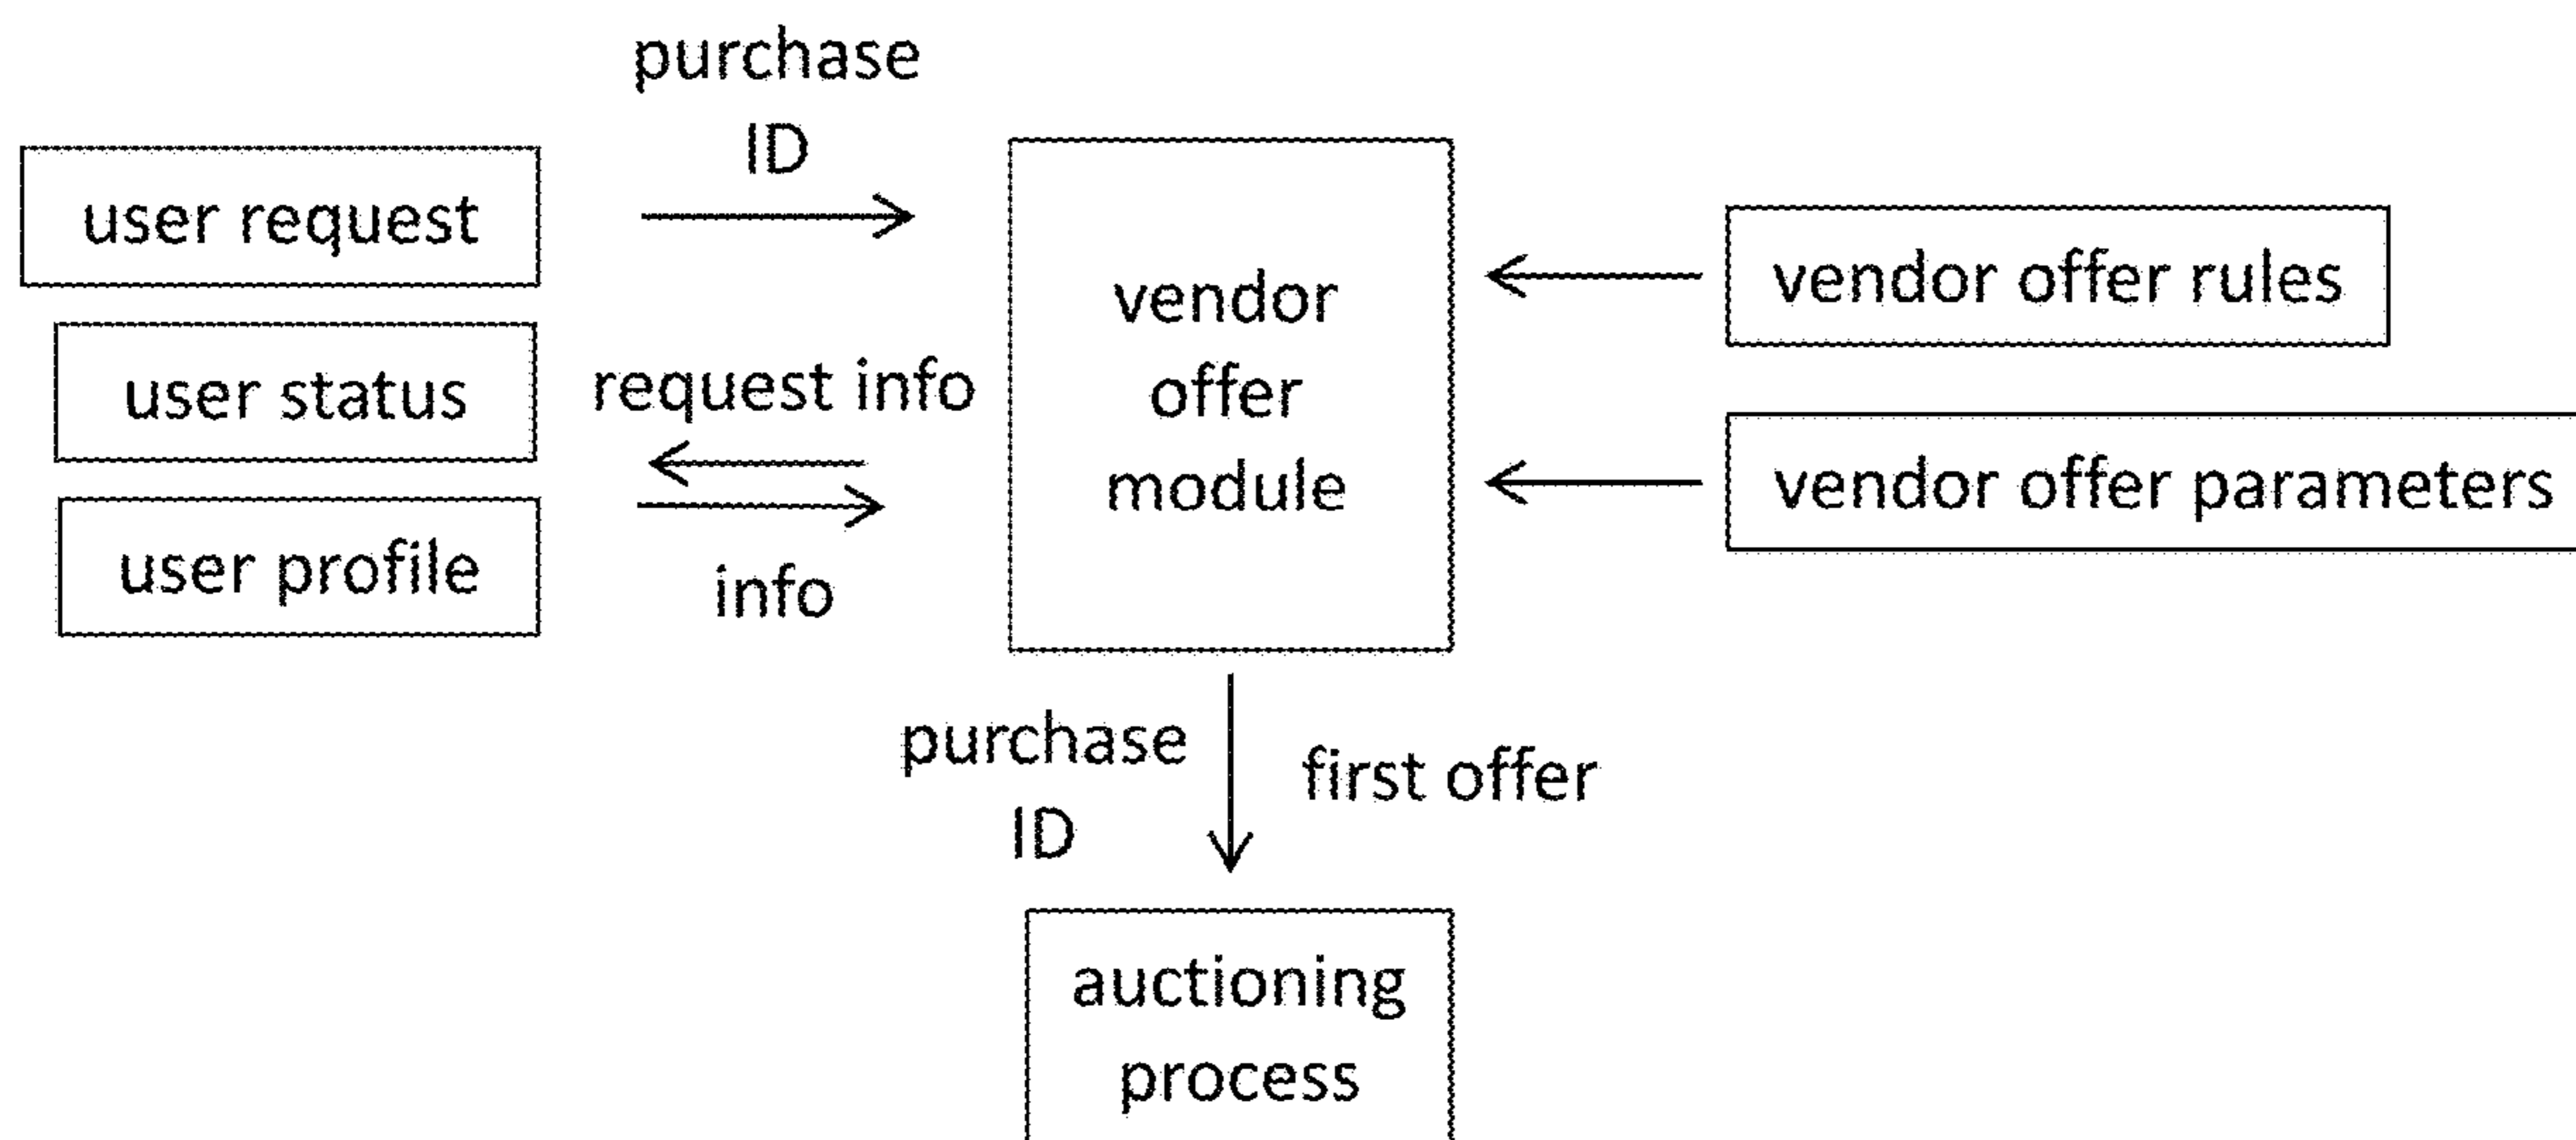 purchase
ID
user request
user status
user profile
request info
info
vendor
offer
module
vendor offer rules
vendor offer parameters
purchase
ID
first offer
auctioning
process